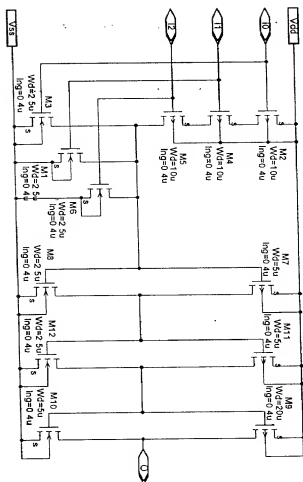 Vdd
I0
I1
I2
Vss
M2
Wd=10u
lng=0 4u
s
M4
Wd=10u
lng=0 4u
s
M5
Wd=10u
lng=0 4u
s
M3
Wd=2 5u
lng=0 4u
s
M1
Wd=2 5u
lng=0 4u
s
M6
Wd=2 5u
lng=0 4u
s
M7
Wd=5u
lng=0 4u
s
M8
Wd=2 5u
lng=0 4u
s
M11
Wd=5u
lng=0 4u
s
M12
Wd=2 5u
lng=0 4u
s
M9
Wd=20u
lng=0 4u
s
M10
Wd=5u
lng=0 4u
s